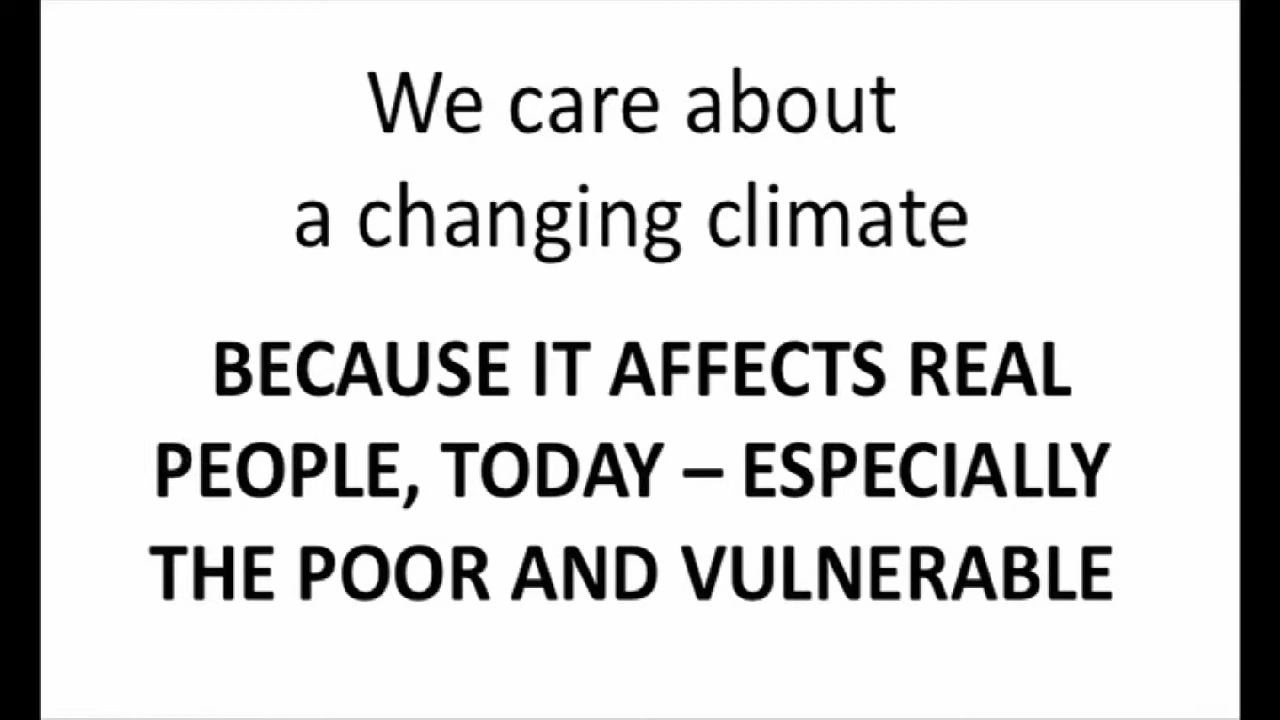 We care about
a changing climate
BECAUSE IT AFFECTS REAL
PEOPLE, TODAY – ESPECIALLY
THE POOR AND VULNERABLE